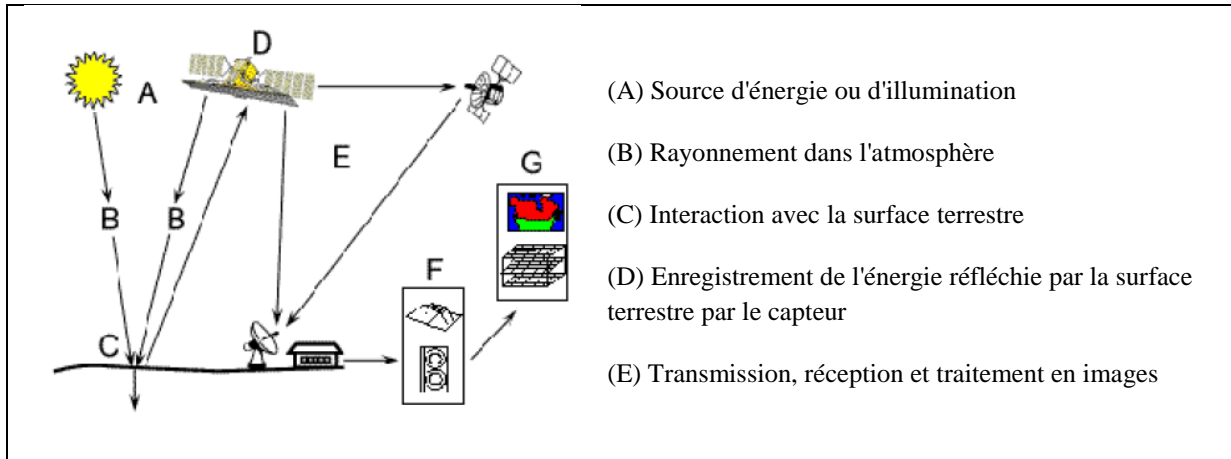 D
A
E
G
B
B
F
C
(A) Source d'énergie ou d'illumination
(B) Rayonnement dans l'atmosphère
(C) Interaction avec la surface terrestre
(D) Enregistrement de l'énergie réfléchie par la surface
terrestre par le capteur
(E) Transmission, réception et traitement en images